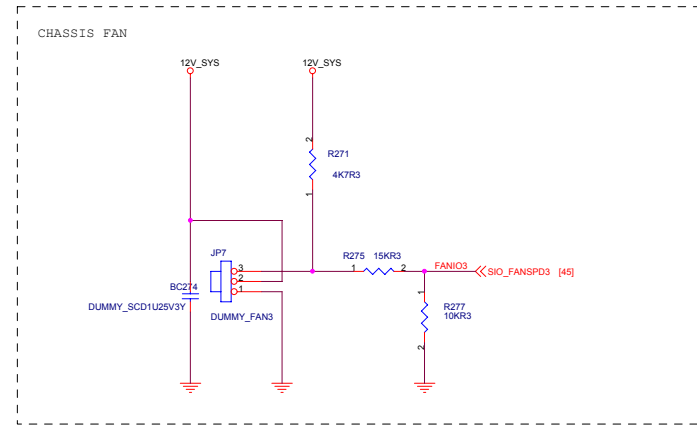 CHASSIS FAN
12V_SYS
12V_SYS
2
R271
4K7R3
1
JP7
R275 15KR3
3
2
1
1
2
FANIO3
SIO_FANSPD3 [45]
BC274
DUMMY_SCD1U25V3Y
DUMMY_FAN3
1
R277
10KR3
2